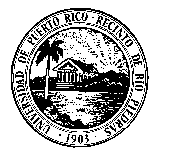 UNIVERSIDAD DE PUERTO RICO · RECINTO DE RIO PIEDRAS
· 1903 ·